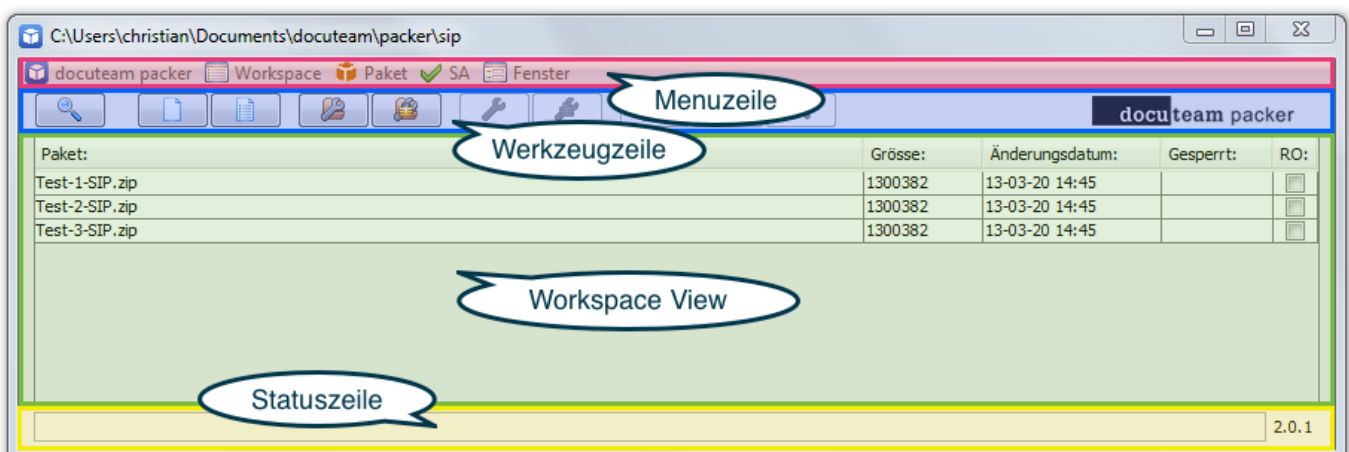 C:\Users\christian\Documents\docuteam\packer\sip
docuteam packer Workspace Paket SA Fenster
Menuzeile
docuteam packer
Werkzeugzeile
Paket: Grösse: Änderungsdatum: Gesperrt: RO:
Test-1-SIP.zip 1300382 13-03-20 14:45
Test-2-SIP.zip 1300382 13-03-20 14:45
Test-3-SIP.zip 1300382 13-03-20 14:45
Workspace View
Statuszeile
2.0.1